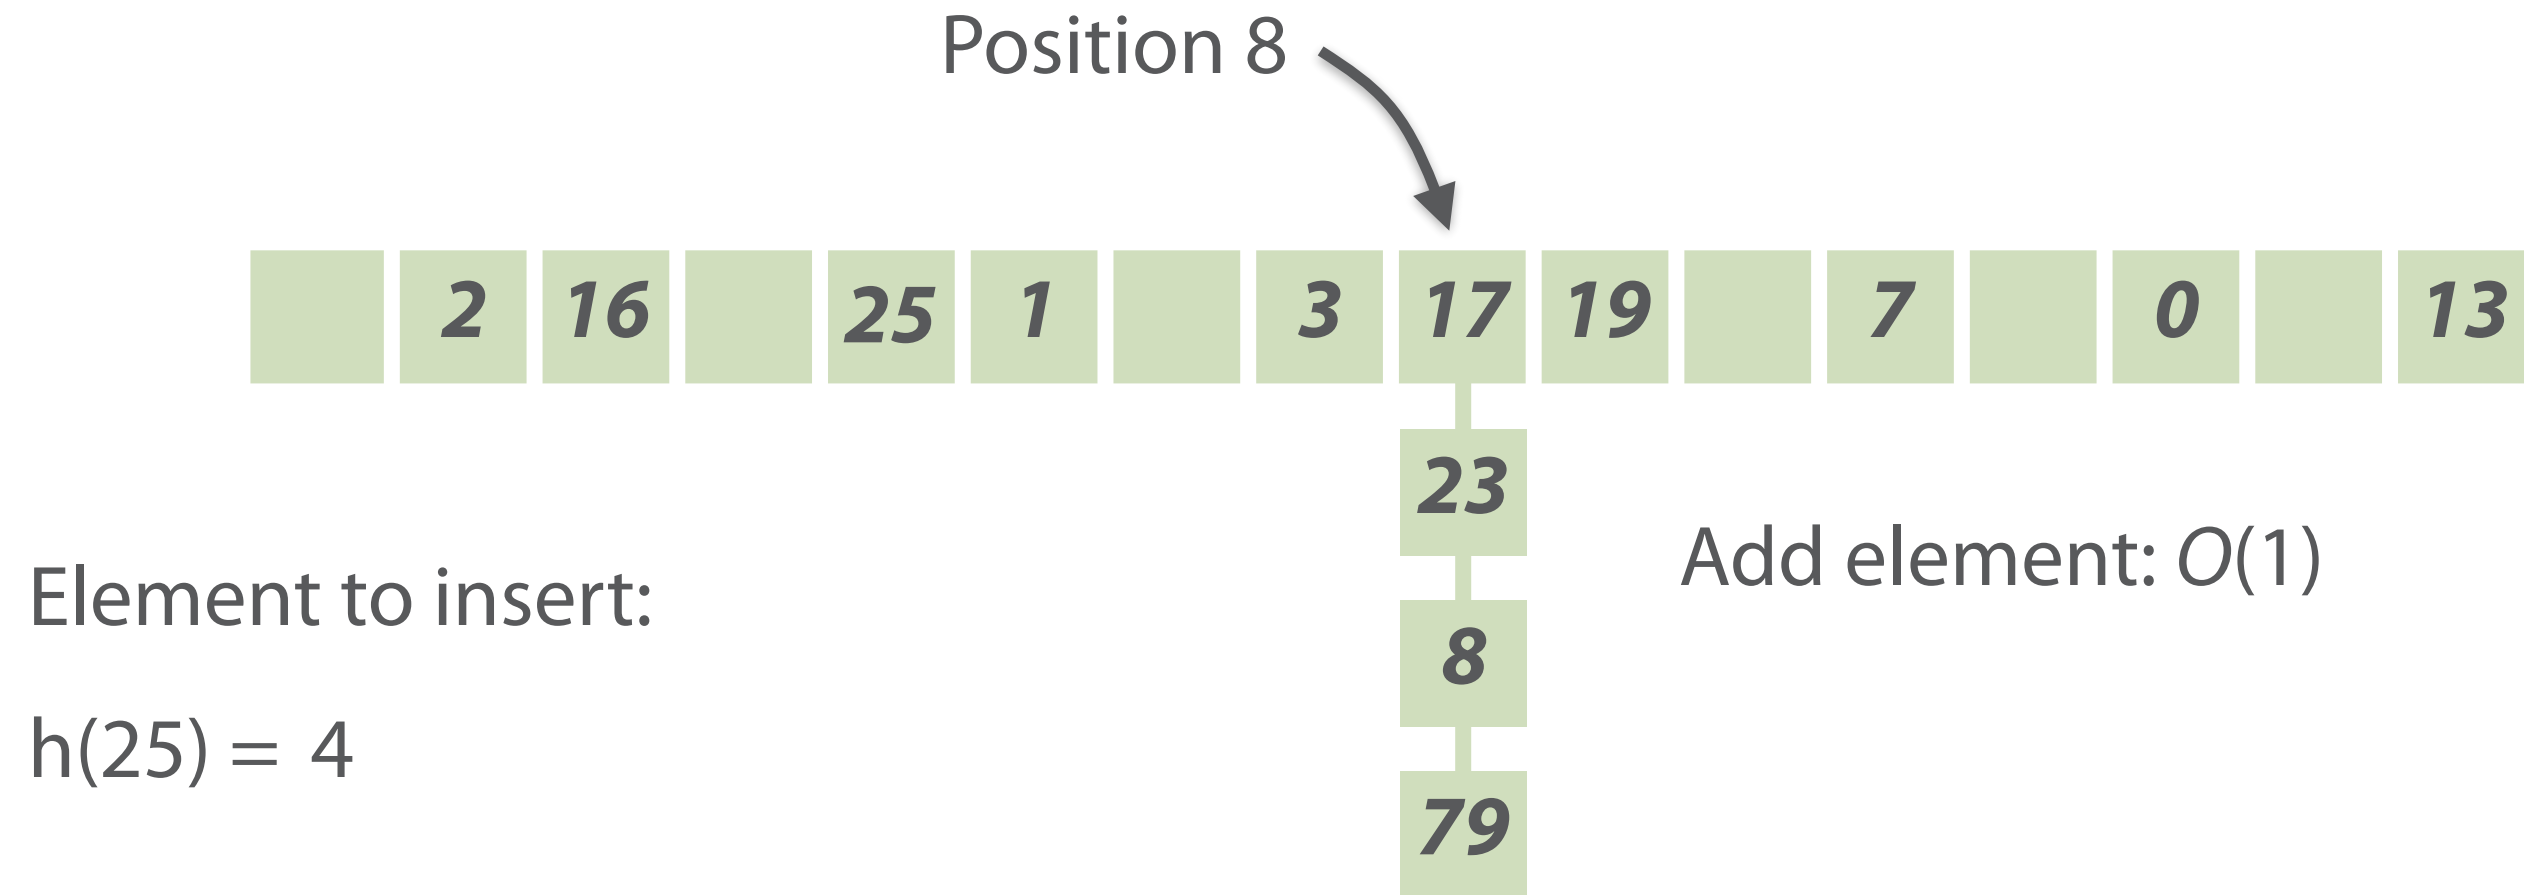 Position 8
2 16 25 1 3 17 19 7 0 13
23
Add element: O(1)
Element to insert:
8
h(25) = 4
79